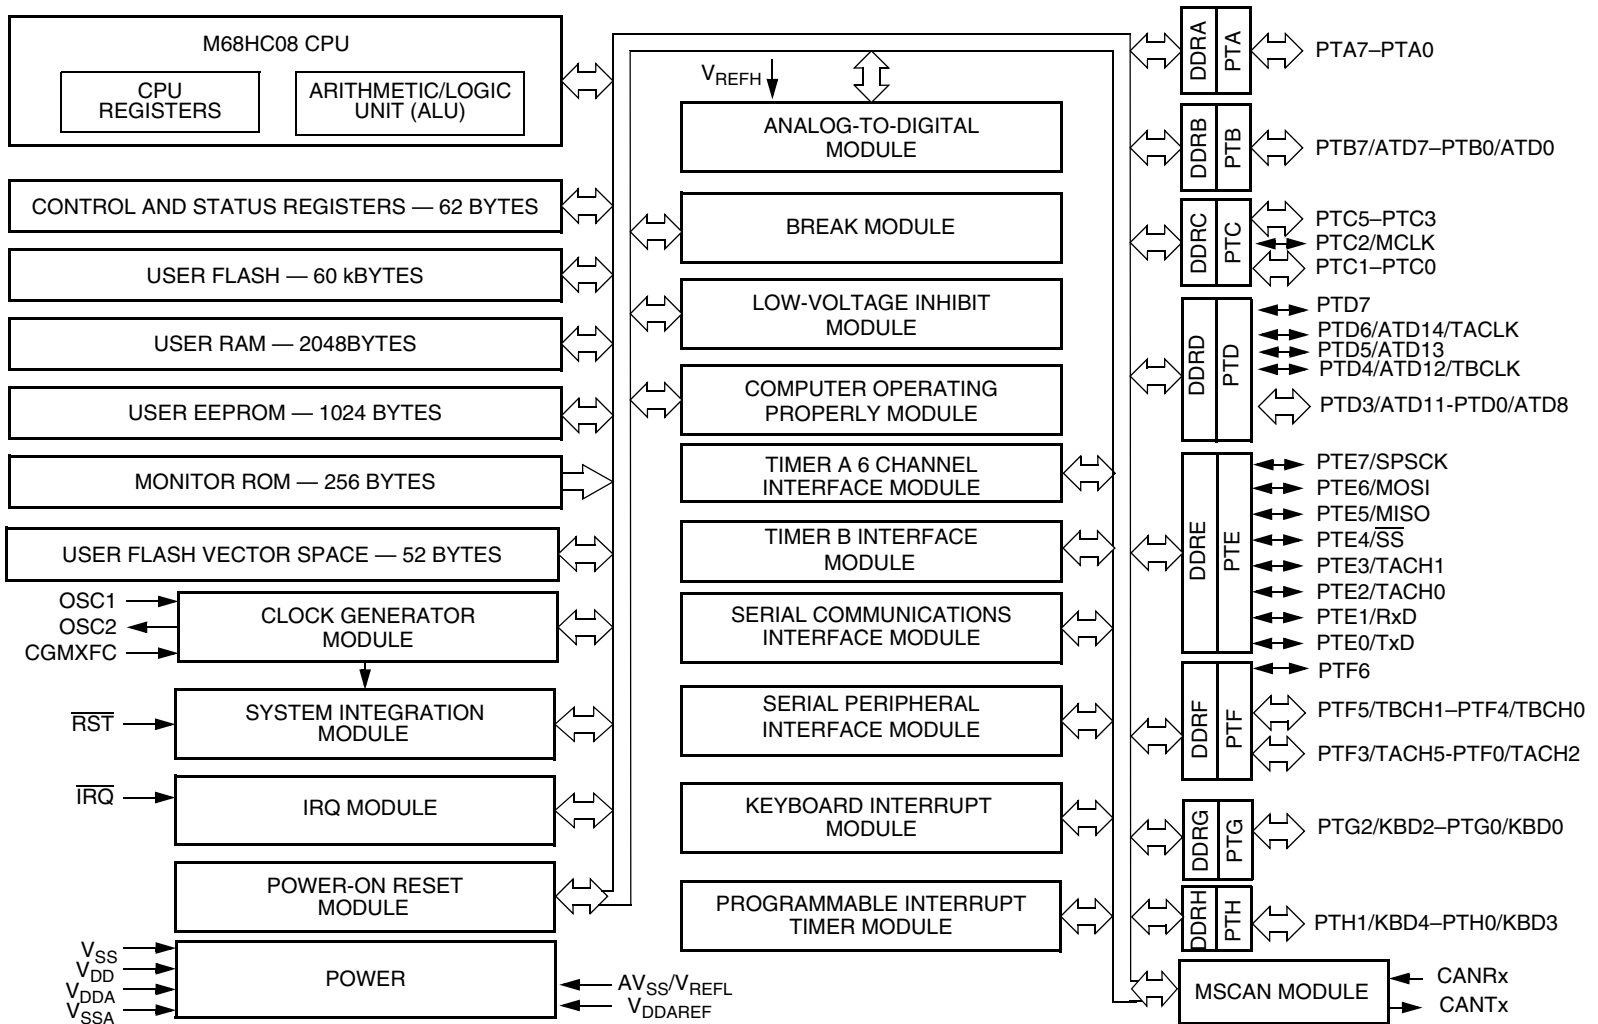 M68HC08 CPU
CPU
REGISTERS
ARITHMETIC/LOGIC
UNIT (ALU)
CONTROL AND STATUS REGISTERS — 62 BYTES
USER FLASH — 60 kBYTES
USER RAM — 2048BYTES
USER EEPROM — 1024 BYTES
MONITOR ROM — 256 BYTES
USER FLASH VECTOR SPACE — 52 BYTES
OSC1
OSC2
CGMXFC
CLOCK GENERATOR
MODULE
RST
SYSTEM INTEGRATION
MODULE
IRQ
IRQ MODULE
POWER-ON RESET
MODULE
VSS
VDD
VDDA
VSSA
POWER
AVSS/VREFL
VDDAREF
VREFH
ANALOG-TO-DIGITAL
MODULE
BREAK MODULE
LOW-VOLTAGE INHIBIT
MODULE
COMPUTER OPERATING
PROPERLY MODULE
TIMER A 6 CHANNEL
INTERFACE MODULE
TIMER B INTERFACE
MODULE
SERIAL COMMUNICATIONS
INTERFACE MODULE
SERIAL PERIPHERAL
INTERFACE MODULE
KEYBOARD INTERRUPT
MODULE
PROGRAMMABLE INTERRUPT
TIMER MODULE
DDRA
PTA
PTA7–PTA0
DDRB
PTB
PTB7/ATD7–PTB0/ATD0
DDRC
PTC
PTC5–PTC3
PTC2/MCLK
PTC1–PTC0
DDRD
PTD
PTD7
PTD6/ATD14/TACLK
PTD5/ATD13
PTD4/ATD12/TBCLK
PTD3/ATD11-PTD0/ATD8
DDRE
PTE
PTE7/SPSCK
PTE6/MOSI
PTE5/MISO
PTE4/SS
PTE3/TACH1
PTE2/TACH0
PTE1/RxD
PTE0/TxD
DDRF
PTF
PTF6
PTF5/TBCH1–PTF4/TBCH0
PTF3/TACH5-PTF0/TACH2
DDRG
PTG
PTG2/KBD2–PTG0/KBD0
DDRH
PTH
PTH1/KBD4–PTH0/KBD3
MSCAN MODULE
CANRx
CANTx